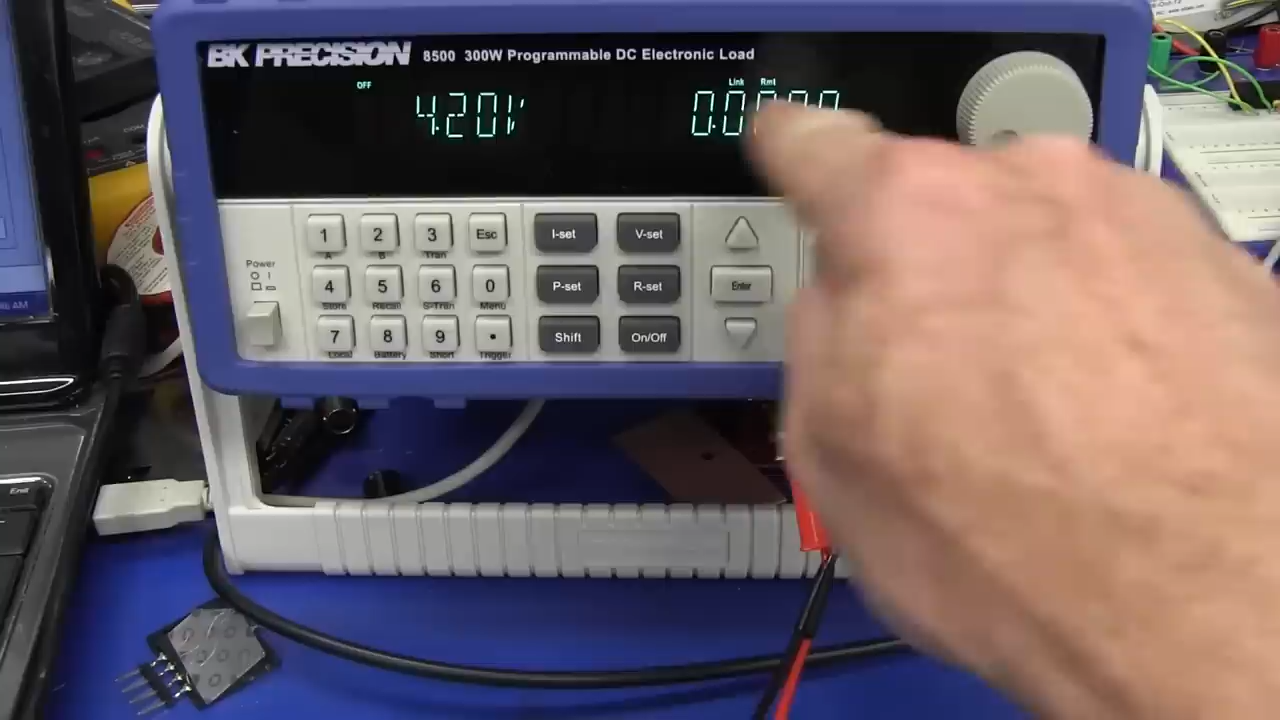 BK PRECISION 8500 300W Programmable DC Electronic Load
OFF
Link Rmt
4.201V
Power
1 2 3 Esc
A B Tran
I-set V-set
4 5 6 0
Store Recall S-Tran Menu
P-set R-set Enter
7 8 9 .
Local Battery Short Trigger
Shift On/Off